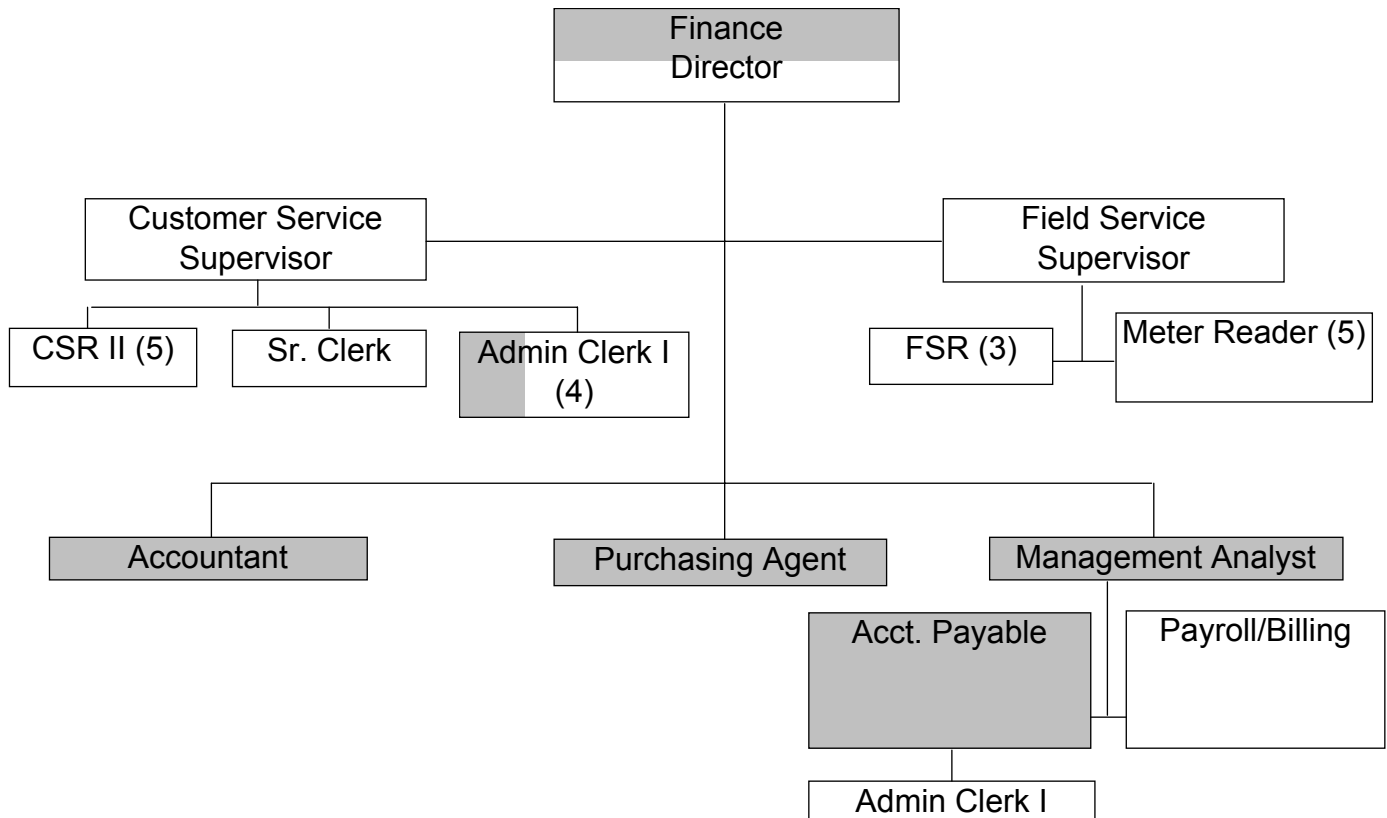 Finance
Director
Customer Service
Supervisor
Field Service
Supervisor
CSR II (5)
Sr. Clerk
Admin Clerk I
(4)
FSR (3)
Meter Reader (5)
Accountant
Purchasing Agent
Management Analyst
Acct. Payable
Payroll/Billing
Admin Clerk I